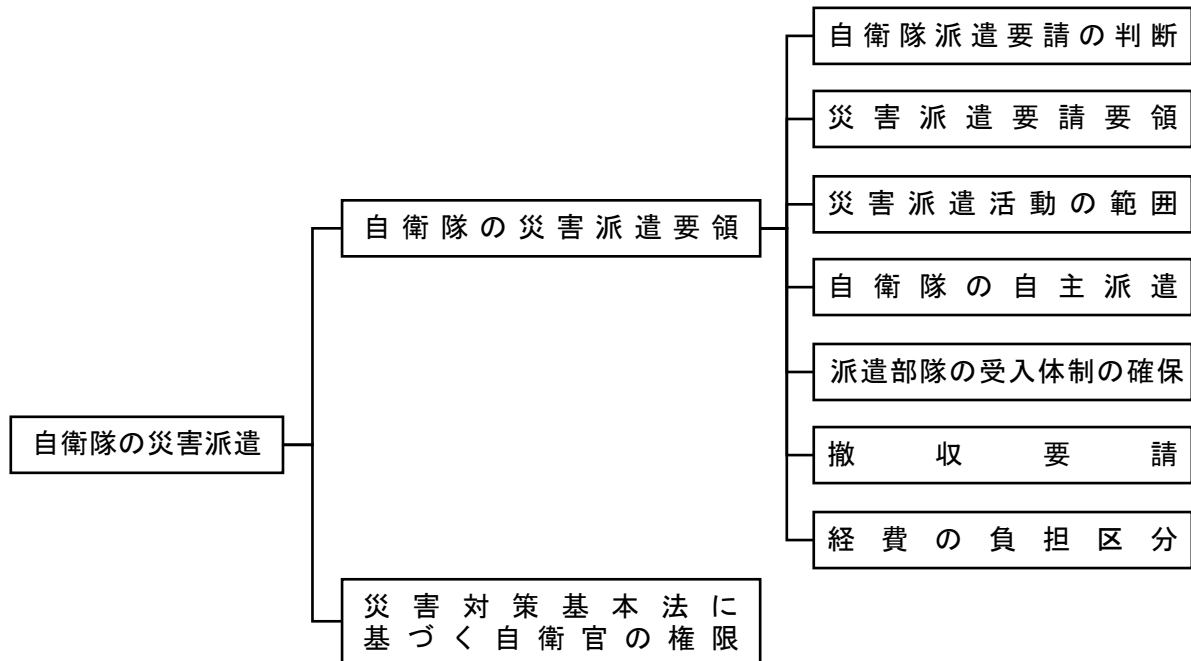 自衛隊の災害派遣
自衛隊の災害派遣要領
自衛隊派遣要請の判断
災害派遣要請要領
災害派遣活動の範囲
自衛隊の自主派遣
派遣部隊の受入体制の確保
撤収要請
経費の負担区分
災害対策基本法に
基づく自衛官の権限